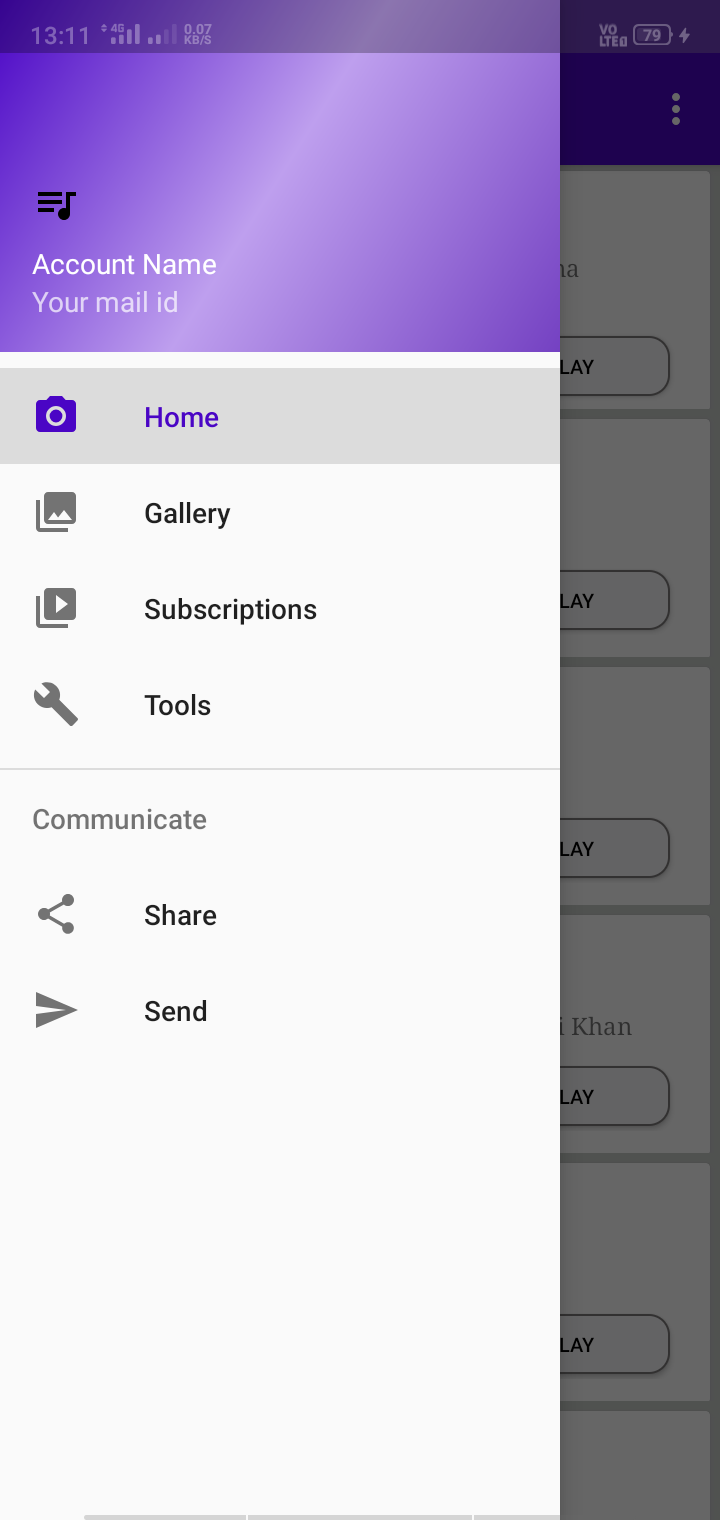 13:11 4G 0.07 KB/S VO LTE 1 79
Account Name
Your mail id
Home
Gallery
Subscriptions
Tools
Communicate
Share
Send
na
LAY
LAY
LAY
i Khan
LAY
LAY